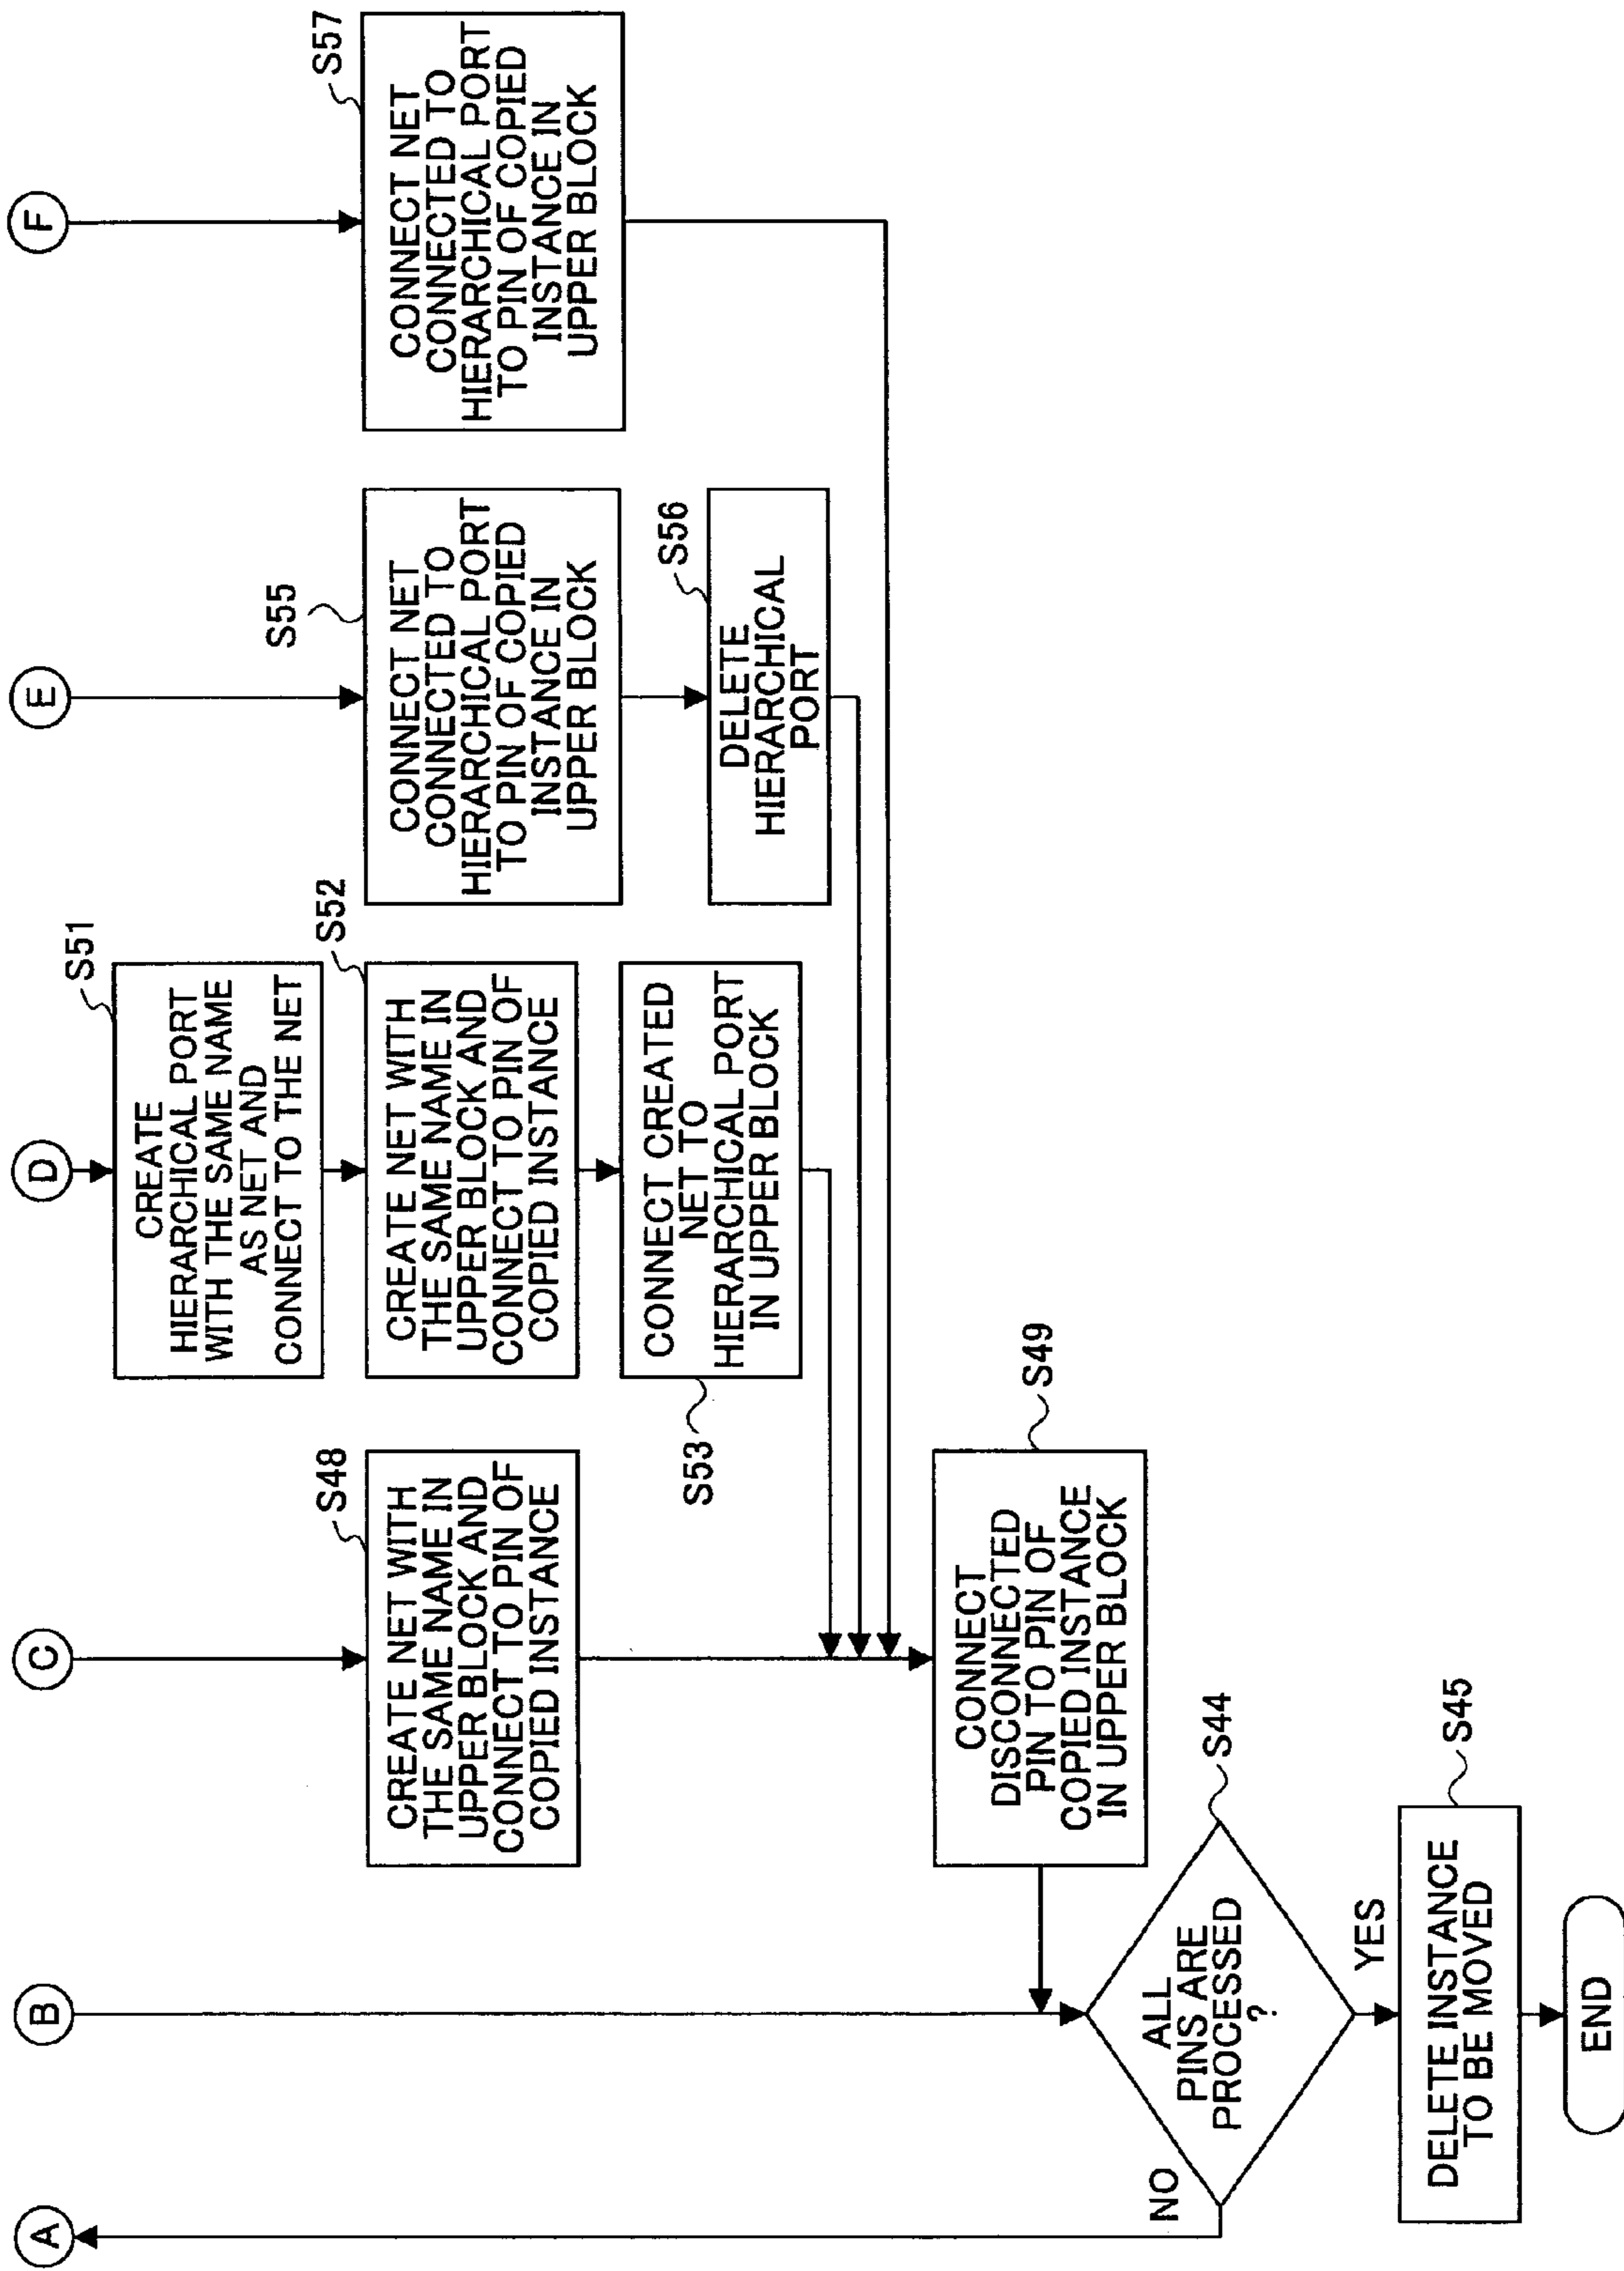 A
B
C
D
E
F
S51
CREATE
HIERARCHICAL PORT
WITH THE SAME NAME
AS NET AND
CONNECT TO THE NET
S48
CREATE NET WITH
THE SAME NAME IN
UPPER BLOCK AND
CONNECT TO PIN OF
COPIED INSTANCE
S52
CREATE NET WITH
THE SAME NAME IN
UPPER BLOCK AND
CONNECT TO PIN OF
COPIED INSTANCE
S55
CONNECT NET
CONNECTED TO
HIERARCHICAL PORT
TO PIN OF COPIED
INSTANCE IN
UPPER BLOCK
S57
CONNECT NET
CONNECTED TO
HIERARCHICAL PORT
TO PIN OF COPIED
INSTANCE IN
UPPER BLOCK
S53
CONNECT CREATED
NET TO
HIERARCHICAL PORT
IN UPPER BLOCK
S56
DELETE
HIERARCHICAL
PORT
S49
CONNECT
DISCONNECTED
PIN TO PIN OF
COPIED INSTANCE
IN UPPER BLOCK
S44
ALL
PINS ARE
PROCESSED
?
NO
YES
S45
DELETE INSTANCE
TO BE MOVED
END